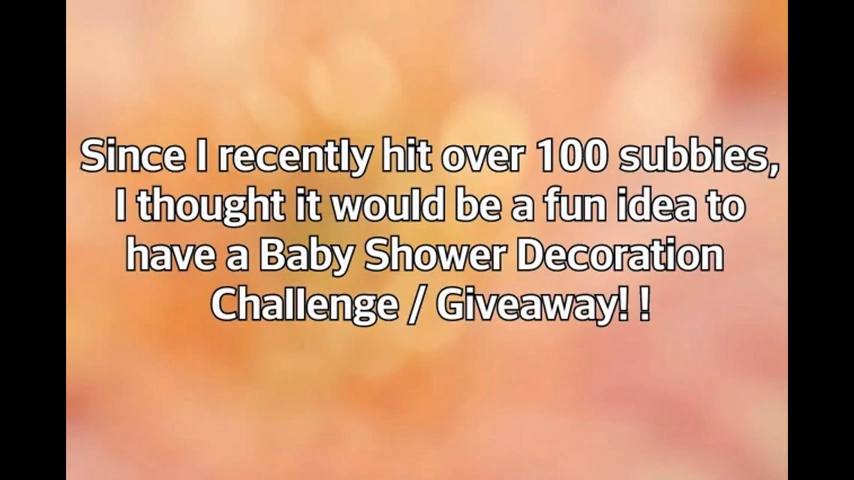 Since I recently hit over 100 subbies,
I thought it would be a fun idea to
have a Baby Shower Decoration
Challenge / Giveaway! !